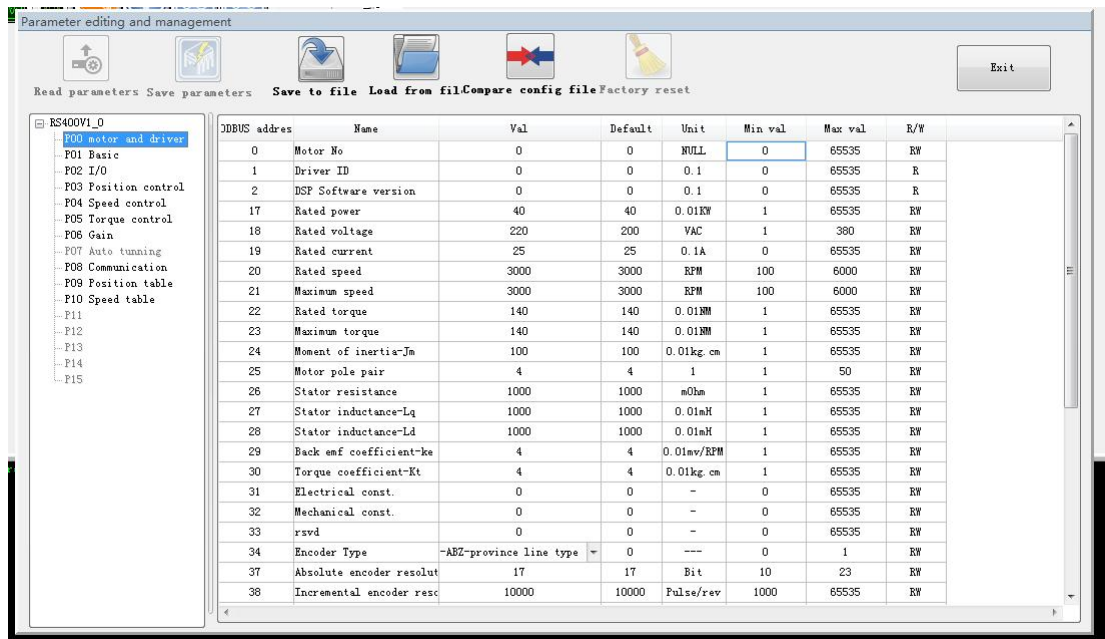 Parameter editing and management
Read parameters Save parameters Save to file Load from fil Compare config file Factory reset Exit
RS400V1_0
P00 motor and driver
P01 Basic
P02 I/O
P03 Position control
P04 Speed control
P05 Torque control
P06 Gain
P07 Auto tunning
P08 Communication
P09 Position table
P10 Speed table
P11
P12
P13
P14
P15
ODBUS addres Name Val Default Unit Min val Max val R/W
0 Motor No 0 0 NULL 0 65535 RW
1 Driver ID 0 0 0.1 0 65535 R
2 DSP Software version 0 0 0.1 0 65535 R
17 Rated power 40 40 0.01KW 1 65535 RW
18 Rated voltage 220 200 VAC 1 380 RW
19 Rated current 25 25 0.1A 0 65535 RW
20 Rated speed 3000 3000 RPM 100 6000 RW
21 Maximum speed 3000 3000 RPM 100 6000 RW
22 Rated torque 140 140 0.01NM 1 65535 RW
23 Maximum torque 140 140 0.01NM 1 65535 RW
24 Moment of inertia-Jm 100 100 0.01kg.cm 1 65535 RW
25 Motor pole pair 4 4 1 1 50 RW
26 Stator resistance 1000 1000 mOhm 1 65535 RW
27 Stator inductance-Lq 1000 1000 0.01mH 1 65535 RW
28 Stator inductance-Ld 1000 1000 0.01mH 1 65535 RW
29 Back emf coefficient-ke 4 4 0.01mv/RPM 1 65535 RW
30 Torque coefficient-Kt 4 4 0.01kg.cm 1 65535 RW
31 Electrical const. 0 0 - 0 65535 RW
32 Mechanical const. 0 0 - 0 65535 RW
33 rsvd 0 0 - 0 65535 RW
34 Encoder Type -ABZ-province line type 0 --- 0 1 RW
37 Absolute encoder resolut 17 17 Bit 10 23 RW
38 Incremental encoder resc 10000 10000 Pulse/rev 1000 65535 RW